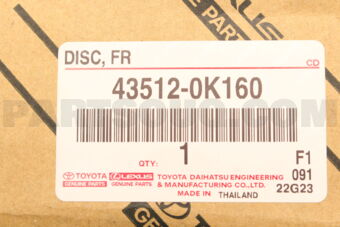 DISC, FR
CD
43512-0K160
QTY:
1
F1
TOYOTA LEXUS
GENUINE PARTS GENUINE PARTS
TOYOTA DAIHATSU ENGINEERING
& MANUFACTURING CO.,LTD.
091
MADE IN THAILAND
22G23
PARTSOUQ.COM